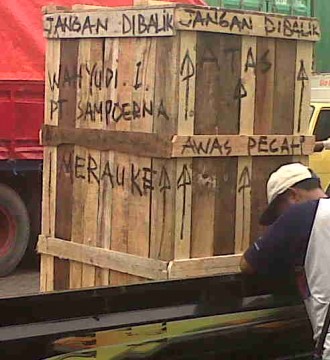 JANGAN DIBALIK
WAHYUDI. I.
PT SAMPOERNA
MERAUKE
JANGAN DIBALIK
ATAS
AWAS PECAH